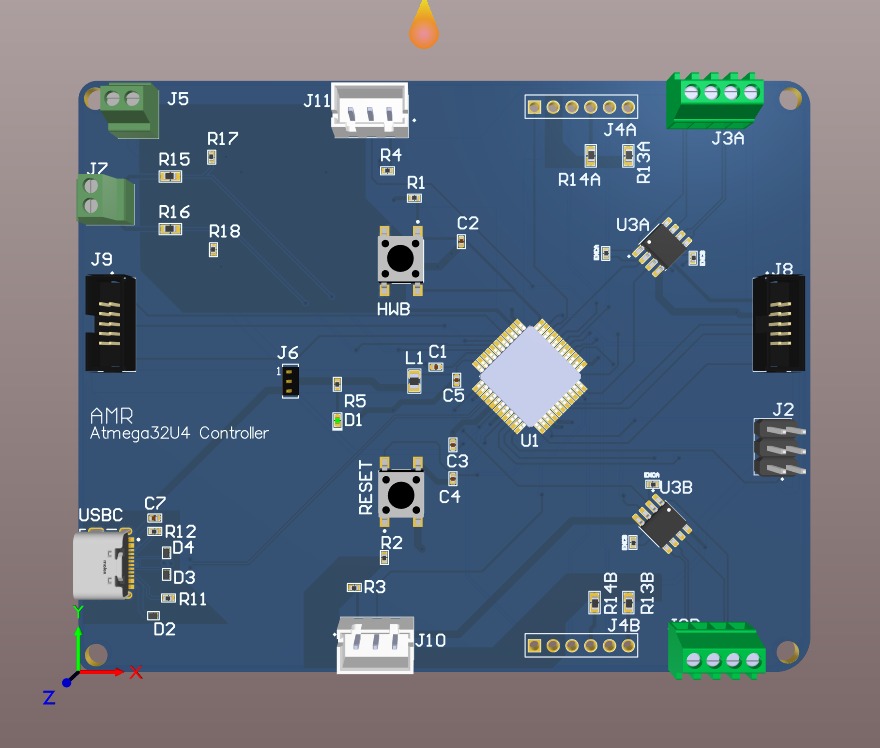 J5
J11
J4A
J3A
R17
R15
R4
R14A
R13A
J7
R1
R16
R18
C2
U3A
J9
J8
HWB
J6
1
L1
C1
C5
R5
D1
J2
AMR
Atmega32U4 Controller
U1
RESET
C3
C4
U3B
USBC
C7
R12
D4
D3
R11
D2
R2
R3
R14B
R13B
J10
J4B
Y
X
Z